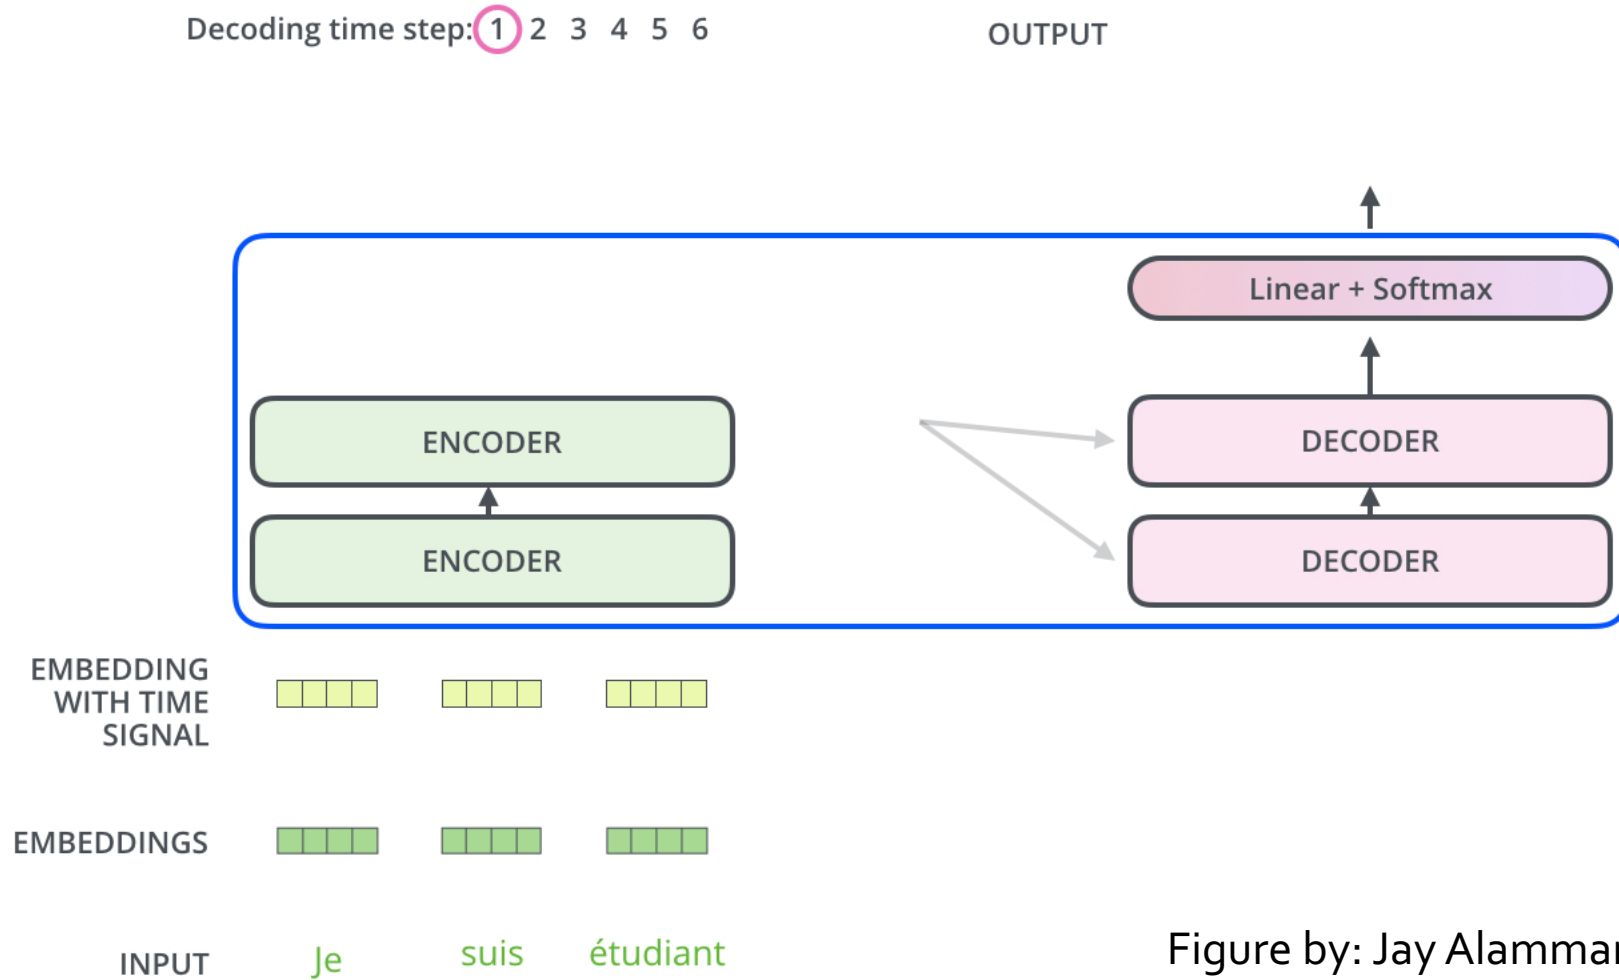 Decoding time step: 1 2 3 4 5 6
OUTPUT
Linear + Softmax
ENCODER
DECODER
ENCODER
DECODER
EMBEDDING
WITH TIME
SIGNAL
EMBEDDINGS
INPUT
Je
suis
étudiant
Figure by: Jay Alammar